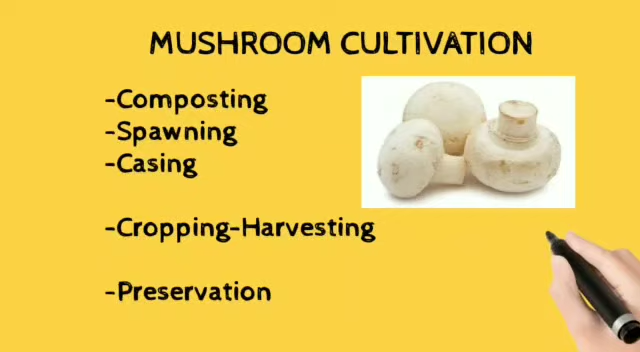 MUSHROOM CULTIVATION
-Composting
-Spawning
-Casing
-Cropping-Harvesting
-Preservation